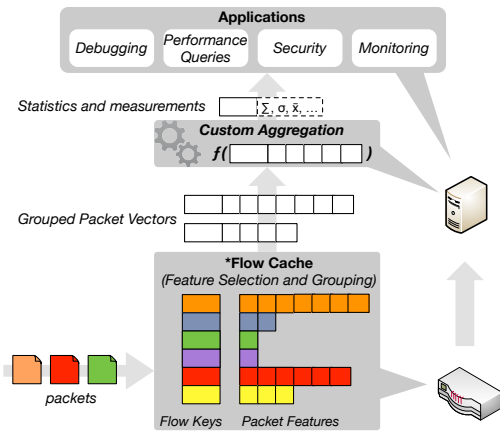 Applications
Debugging
Performance
Queries
Security
Monitoring
Statistics and measurements
Σ, σ, x̄, ...
Custom Aggregation
f( )
Grouped Packet Vectors
*Flow Cache
(Feature Selection and Grouping)
packets
Flow Keys
Packet Features